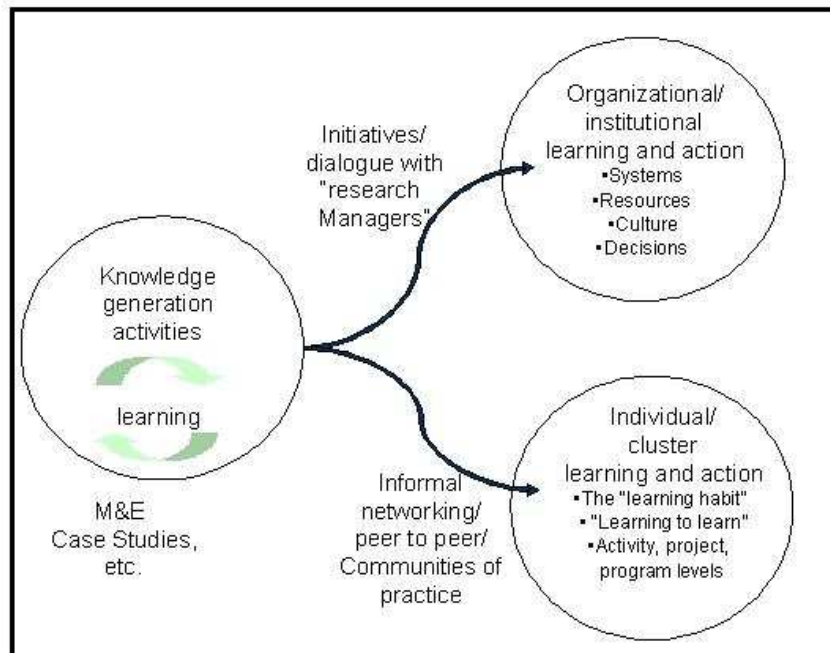 Knowledge
generation
activities
learning
M&E
Case Studies,
etc.
Initiatives/
dialogue with
"research
Managers"
Organizational/
institutional
learning and action
▪Systems
▪Resources
▪Culture
▪Decisions
Informal
networking/
peer to peer/
Communities of
practice
Individual/
cluster
learning and action
▪The "learning habit"
▪"Learning to learn"
▪Activity, project,
program levels